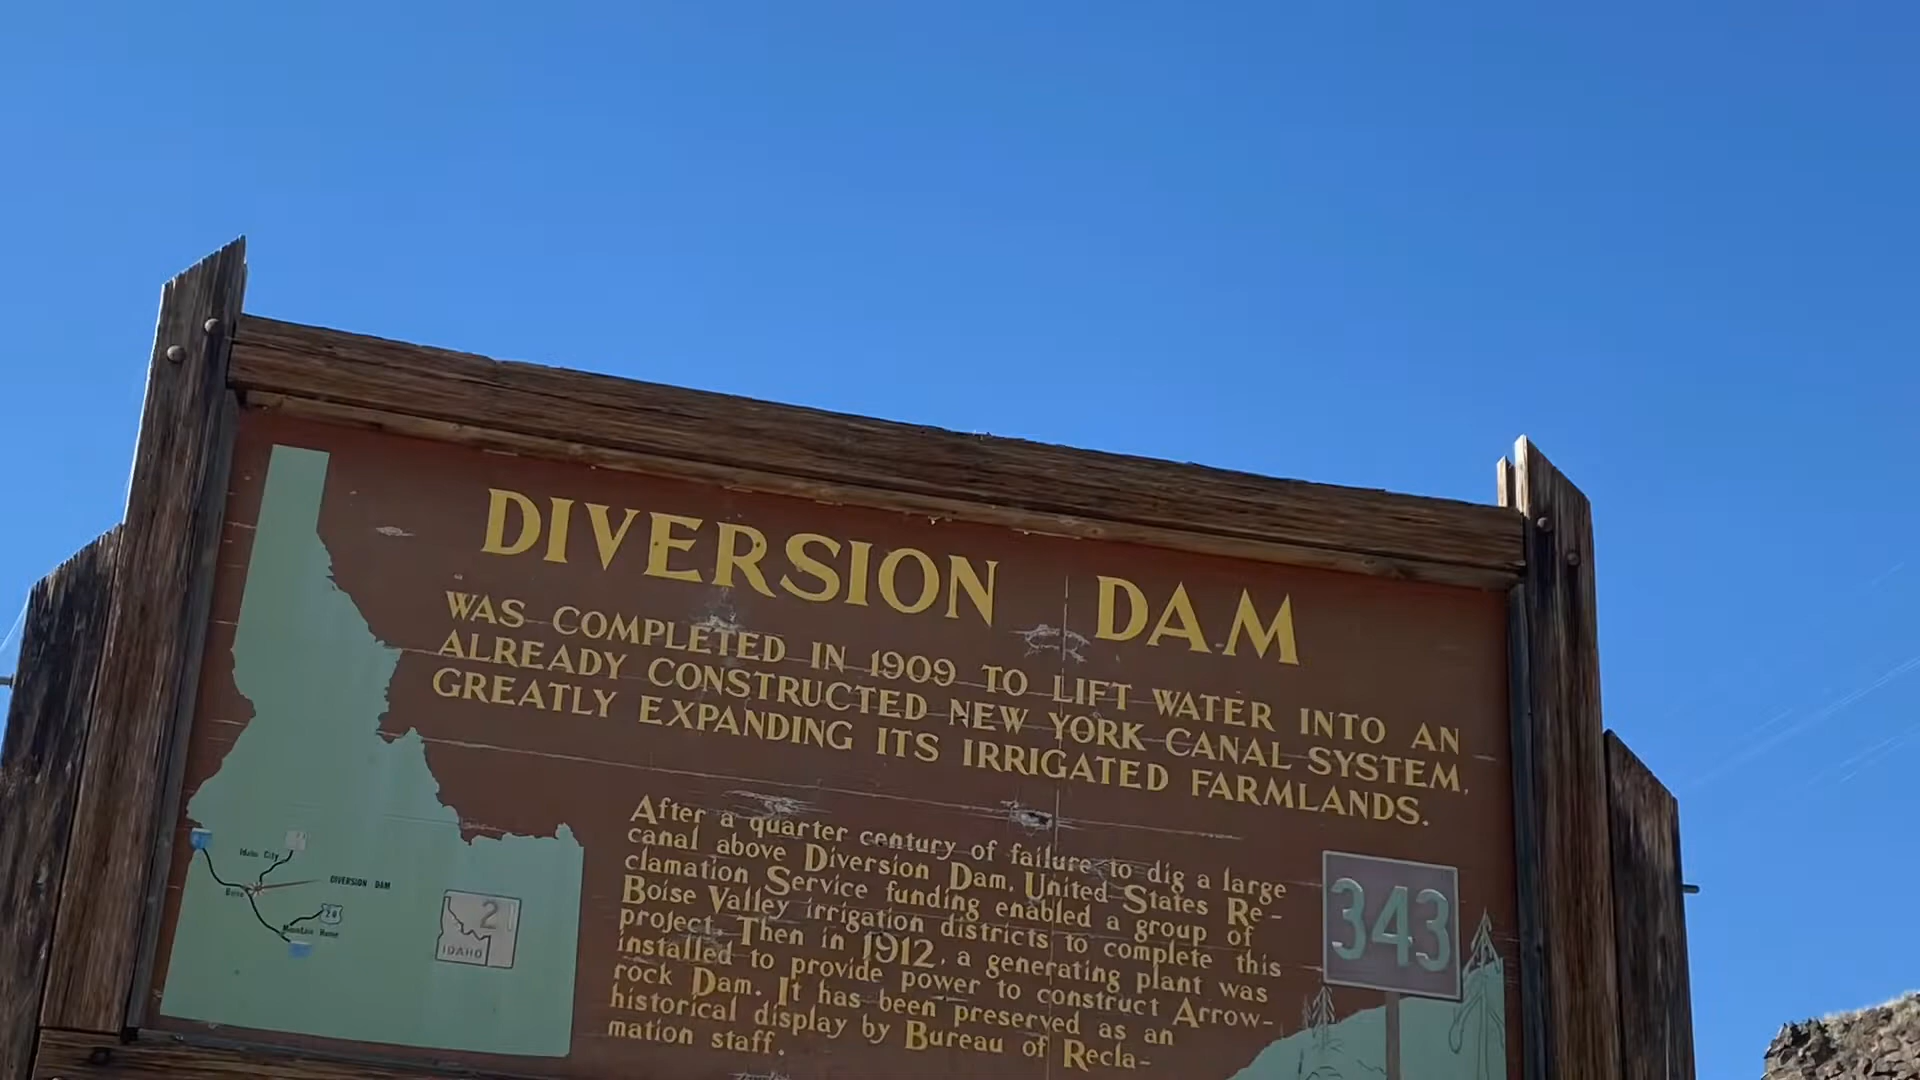 DIVERSION DAM
WAS COMPLETED IN 1909 TO LIFT WATER INTO AN
ALREADY CONSTRUCTED NEW YORK CANAL SYSTEM,
GREATLY EXPANDING ITS IRRIGATED FARMLANDS.
After a quarter century of failure to dig a large
canal above Diversion Dam, United States Re-
clamation Service funding enabled a group of
Boise Valley irrigation districts to complete this
project. Then in 1912, a generating plant was
installed to provide power to construct Arrow-
rock Dam. It has been preserved as an
historical display by Bureau of Recla-
mation staff.
343
Idaho City
DIVERSION DAM
Boise
Mountain Home
21
IDAHO